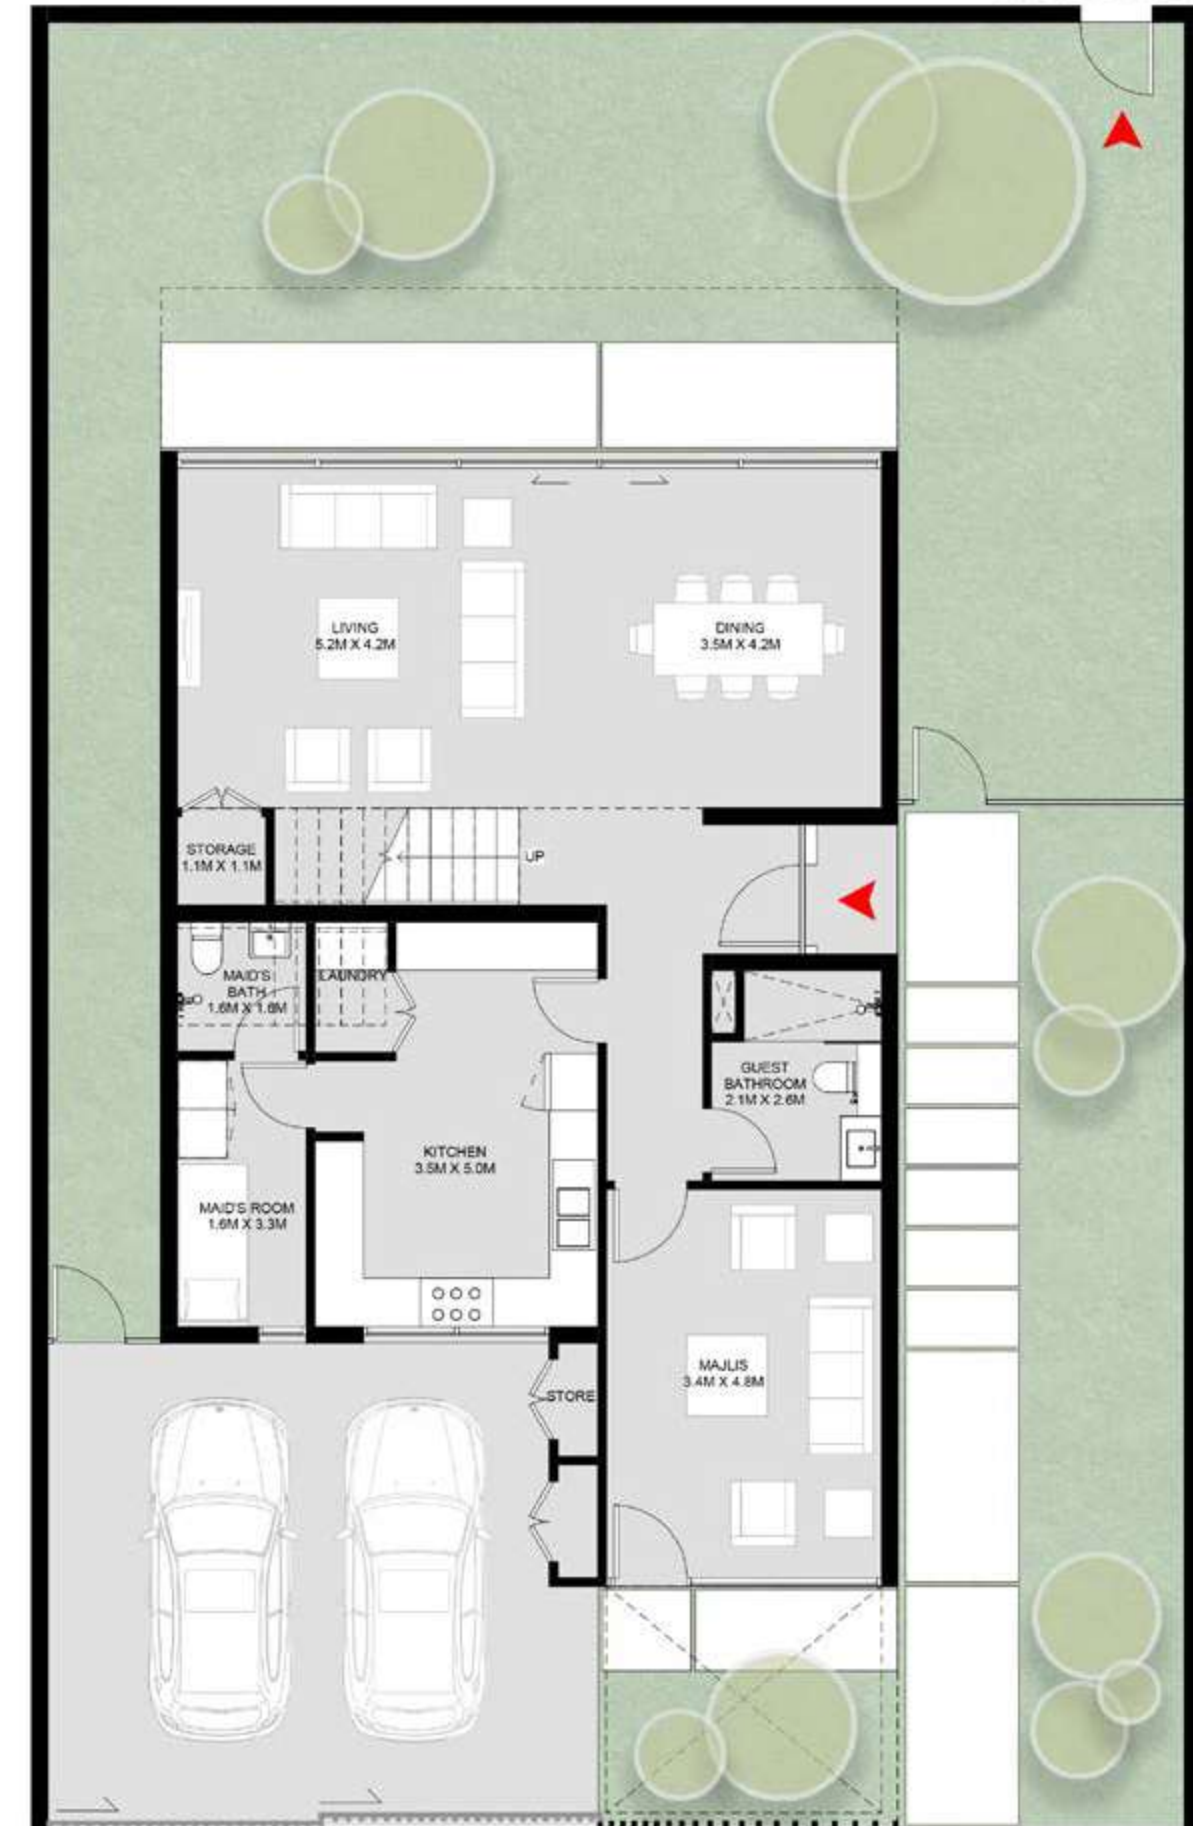 LIVING
5.2M X 4.2M
DINING
3.5M X 4.2M
STORAGE
1.1M X 1.1M
UP
MAID'S
BATH
1.6M X 1.6M
LAUNDRY
GUEST
BATHROOM
2.1M X 2.6M
KITCHEN
3.5M X 5.0M
MAID'S ROOM
1.6M X 3.3M
MAJLIS
3.4M X 4.8M
STORE